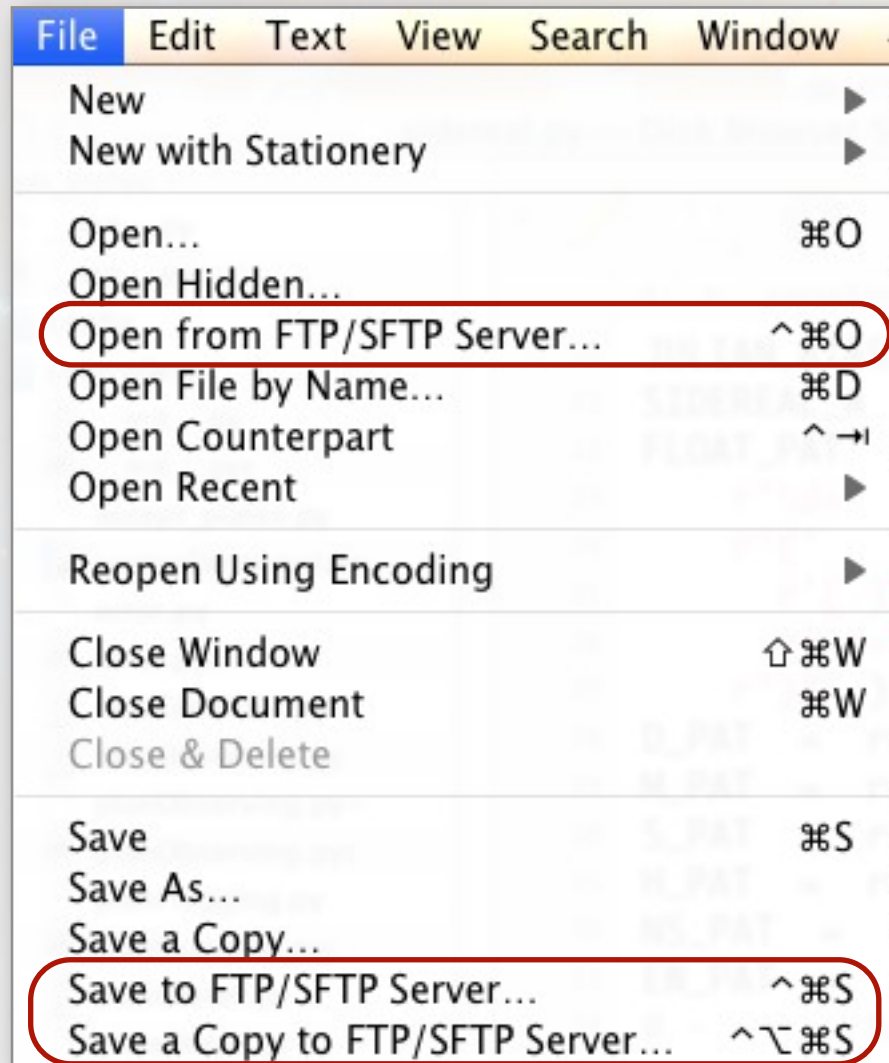 File Edit Text View Search Window
New ▶
New with Stationery ▶
Open... ⌘O
Open Hidden...
Open from FTP/SFTP Server... ^⌘O
Open File by Name... ⌘D
Open Counterpart ^⇥
Open Recent ▶
Reopen Using Encoding ▶
Close Window ⇧⌘W
Close Document ⌘W
Close & Delete
Save ⌘S
Save As...
Save a Copy...
Save to FTP/SFTP Server... ^⌘S
Save a Copy to FTP/SFTP Server... ^⌥⌘S